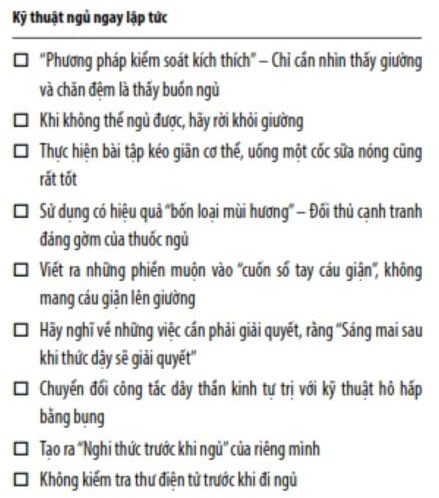 Kỹ thuật ngủ ngay lập tức
☐ "Phương pháp kiểm soát kích thích" – Chỉ cần nhìn thấy giường
và chăn đệm là thấy buồn ngủ
☐ Khi không thể ngủ được, hãy rời khỏi giường
☐ Thực hiện bài tập kéo giãn cơ thể, uống một cốc sữa nóng cũng
rất tốt
☐ Sử dụng có hiệu quả "bốn loại mùi hương" – Đối thủ cạnh tranh
đáng gờm của thuốc ngủ
☐ Viết ra những phiền muộn vào "cuốn sổ tay cáu giận", không
mang cáu giận lên giường
☐ Hãy nghĩ về những việc cần phải giải quyết, rằng "Sáng mai sau
khi thức dậy sẽ giải quyết"
☐ Chuyển đổi công tắc dây thần kinh tự trị với kỹ thuật hô hấp
bằng bụng
☐ Tạo ra "Nghi thức trước khi ngủ" của riêng mình
☐ Không kiểm tra thư điện tử trước khi đi ngủ